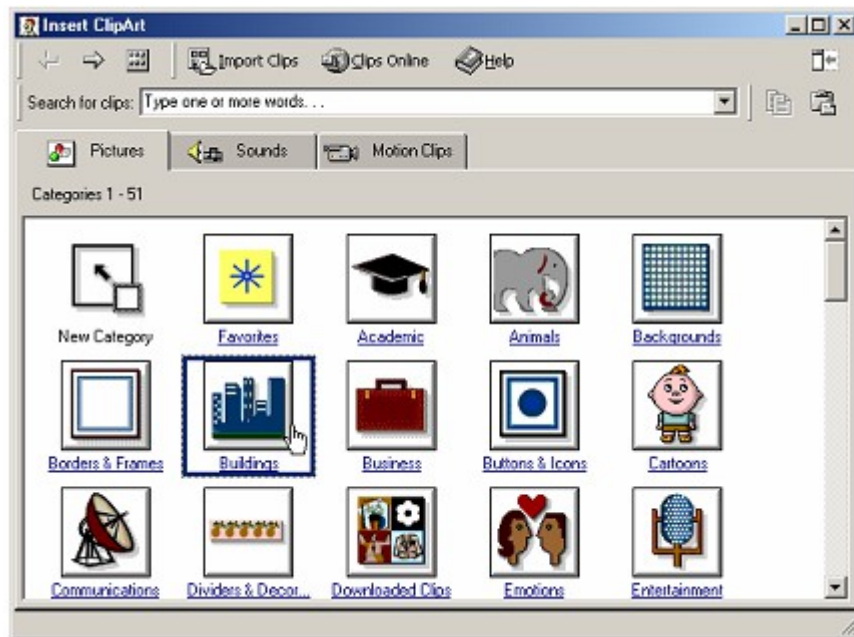 Insert ClipArt
Import Clips Clips Online Help
Search for clips: Type one or more words. . .
Pictures Sounds Motion Clips
Categories 1 - 51
New Category Favorites Academic Animals Backgrounds
Borders & Frames Buildings Business Buttons & Icons Cartoons
Communications Dividers & Decor... Downloaded Clips Emotions Entertainment